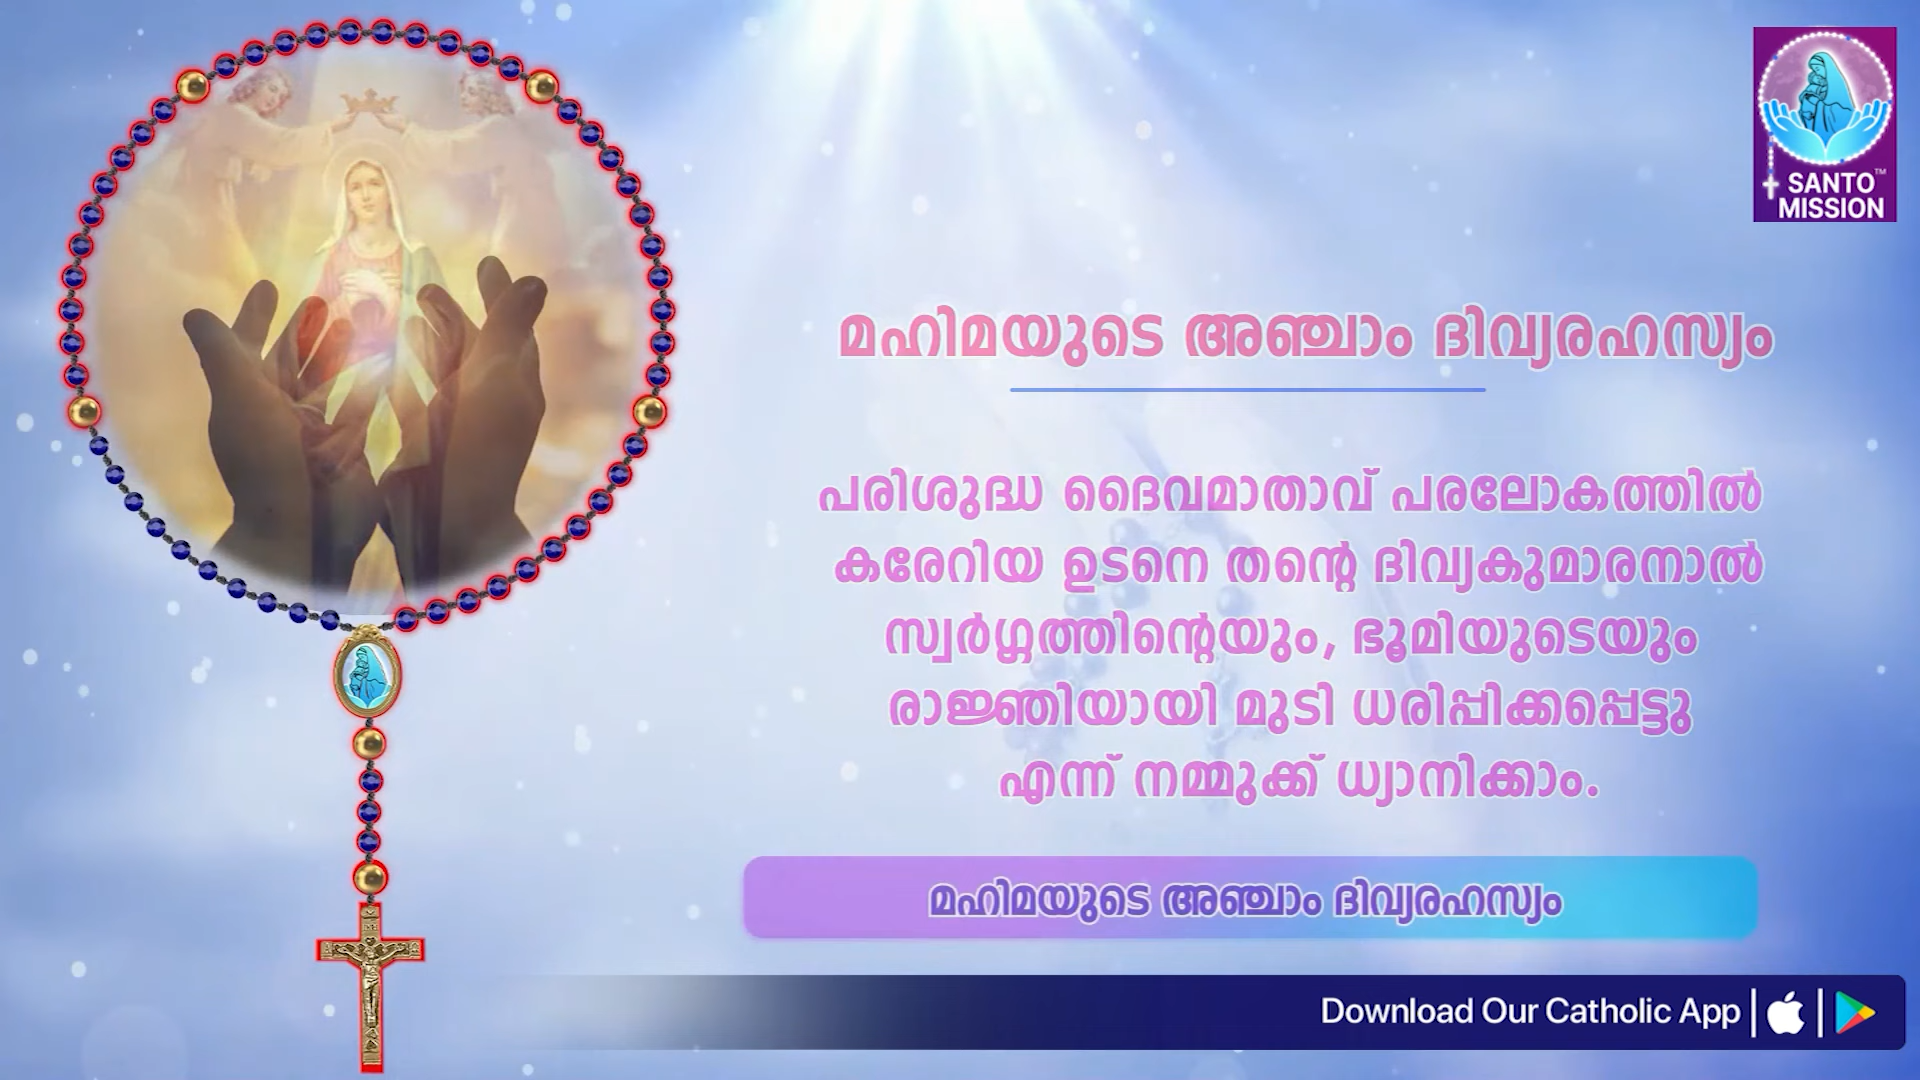 SANTO™
MISSION
മഹിമയുടെ അഞ്ചാം ദിവ്യരഹസ്യം
പരിശുദ്ധ ദൈവമാതാവ് പരലോകത്തിൽ
കരേറിയ ഉടനെ തന്റെ ദിവ്യകുമാരനാൽ
സ്വർഗ്ഗത്തിന്റെയും, ഭൂമിയുടെയും
രാജ്ഞിയായി മുടി ധരിപ്പിക്കപ്പെട്ടു
എന്ന് നമ്മുക്ക് ധ്യാനിക്കാം.
മഹിമയുടെ അഞ്ചാം ദിവ്യരഹസ്യം
Download Our Catholic App